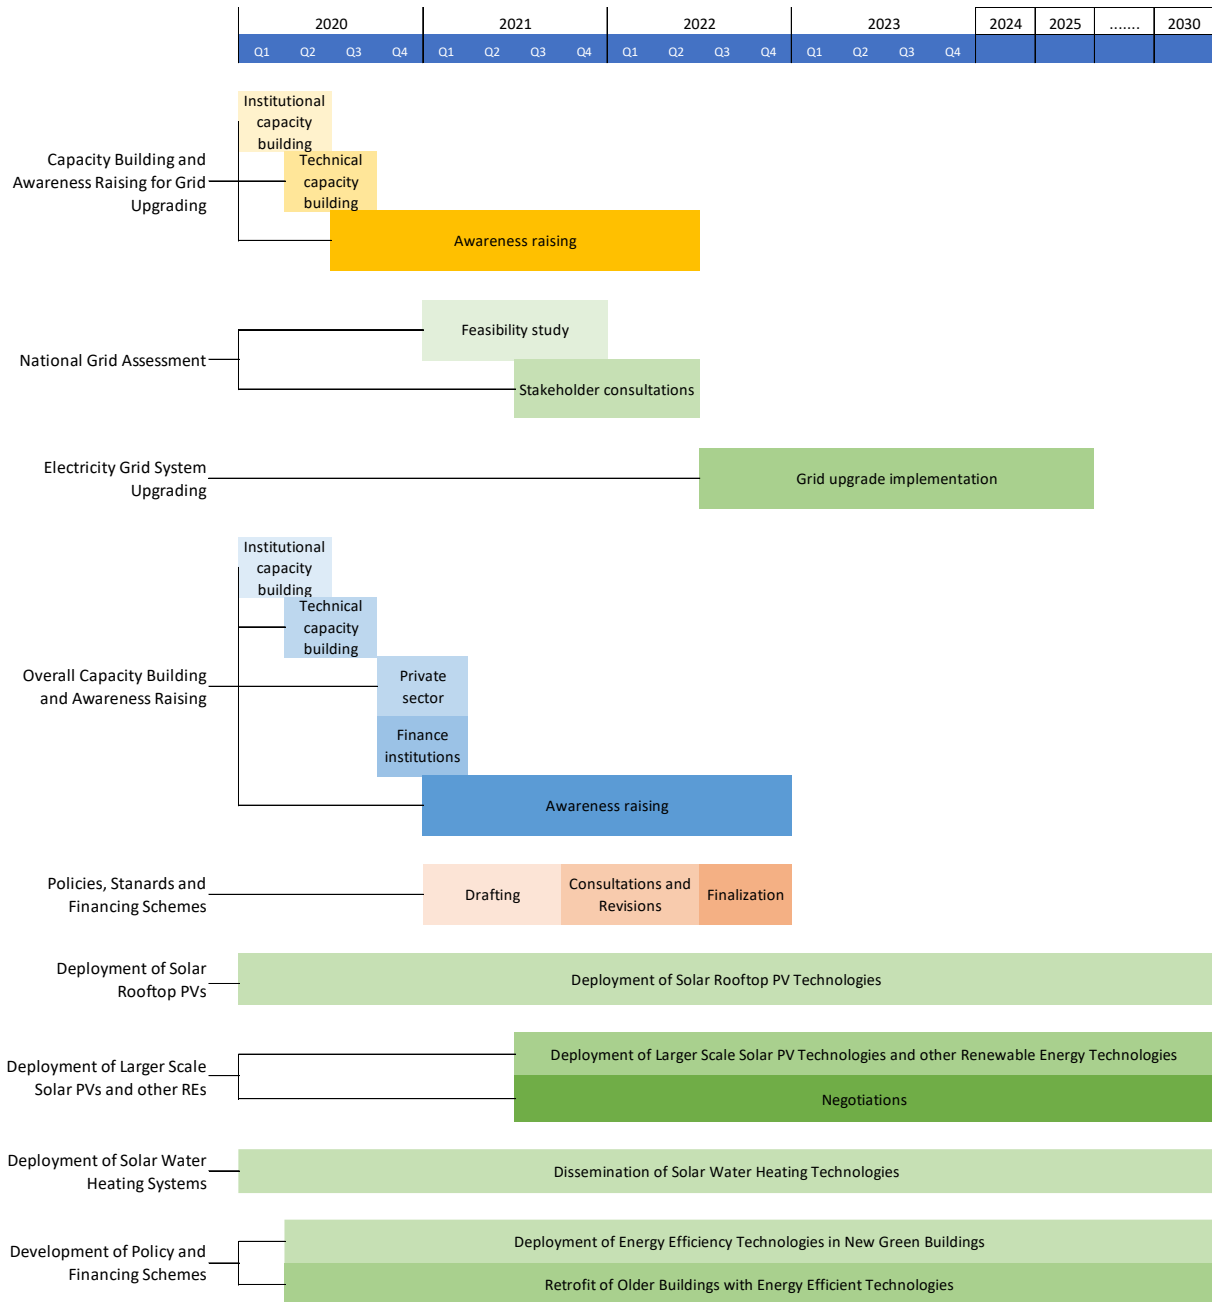 2020 2021 2022 2023 2024 2025 ....... 2030
Q1 Q2 Q3 Q4 Q1 Q2 Q3 Q4 Q1 Q2 Q3 Q4 Q1 Q2 Q3 Q4
Institutional
capacity
building
Capacity Building and
Awareness Raising for Grid
Upgrading
Technical
capacity
building
Awareness raising
Feasibility study
National Grid Assessment
Stakeholder consultations
Electricity Grid System
Upgrading
Grid upgrade implementation
Institutional
capacity
building
Technical
capacity
building
Overall Capacity Building
and Awareness Raising
Private
sector
Finance
institutions
Awareness raising
Policies, Stanards and
Financing Schemes
Drafting
Consultations and
Revisions
Finalization
Deployment of Solar
Rooftop PVs
Deployment of Solar Rooftop PV Technologies
Deployment of Larger Scale
Solar PVs and other REs
Deployment of Larger Scale Solar PV Technologies and other Renewable Energy Technologies
Negotiations
Deployment of Solar Water
Heating Systems
Dissemination of Solar Water Heating Technologies
Development of Policy and
Financing Schemes
Deployment of Energy Efficiency Technologies in New Green Buildings
Retrofit of Older Buildings with Energy Efficient Technologies